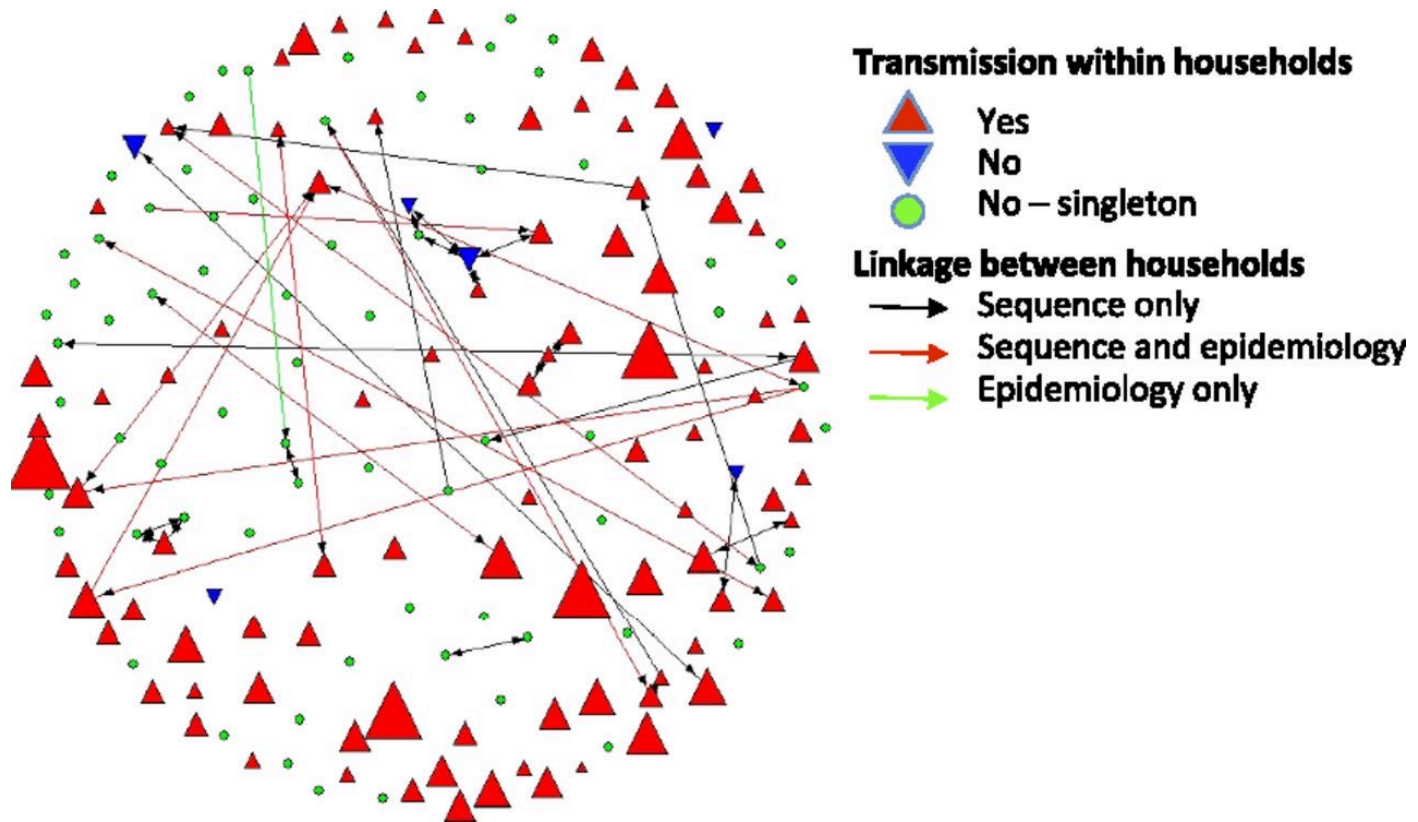 Transmission within households
Yes
No
No – singleton
Linkage between households
Sequence only
Sequence and epidemiology
Epidemiology only